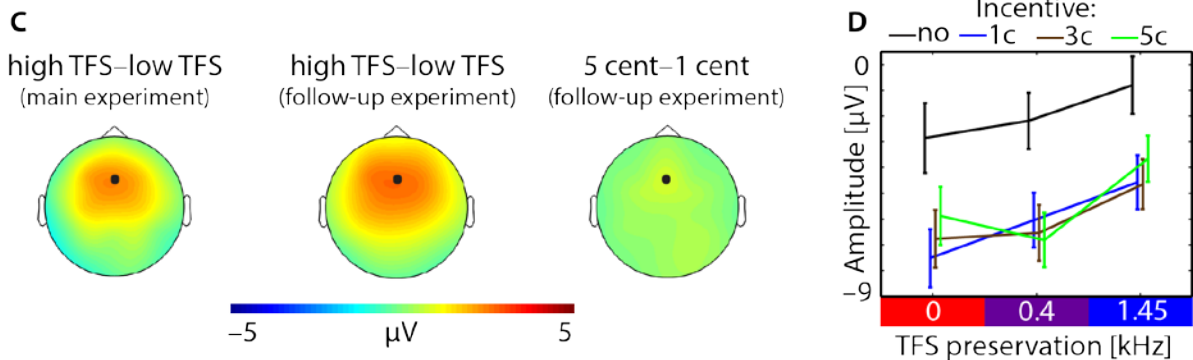 C
high TFS–low TFS
(main experiment)
high TFS–low TFS
(follow-up experiment)
5 cent–1 cent
(follow-up experiment)
−5
µV
5
D
Incentive:
no 1c 3c 5c
Amplitude [µV]
0
−9
0 0.4 1.45
TFS preservation [kHz]